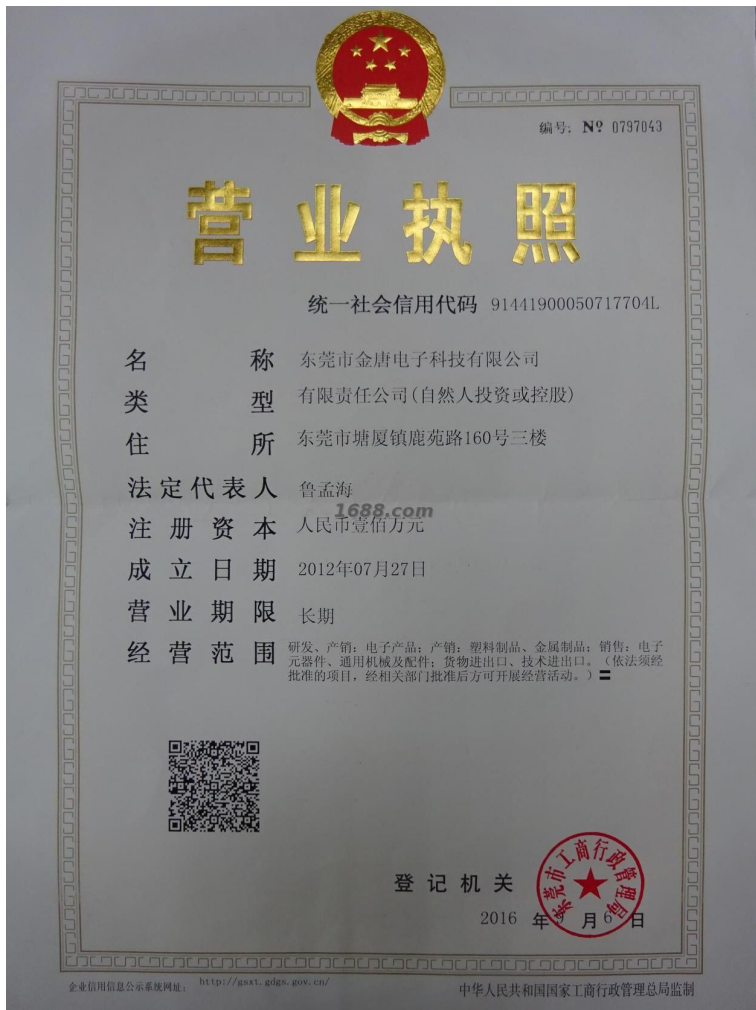 编号: Nº 0797043
营业执照
统一社会信用代码 91441900050717704L
名称 东莞市金唐电子科技有限公司
类型 有限责任公司(自然人投资或控股)
住所 东莞市塘厦镇鹿苑路160号三楼
法定代表人 鲁孟海
1688.com
注册资本 人民币壹佰万元
成立日期 2012年07月27日
营业期限 长期
经营范围 研发、产销：电子产品；产销：塑料制品、金属制品；销售：电子
元器件、通用机械及配件；货物进出口、技术进出口。（依法须经
批准的项目，经相关部门批准后方可开展经营活动。）〓
登记机关
东莞市工商行政管理局
2016 年 9 月 6 日
企业信用信息公示系统网址: http://gsxt.gdgs.gov.cn/
中华人民共和国国家工商行政管理总局监制